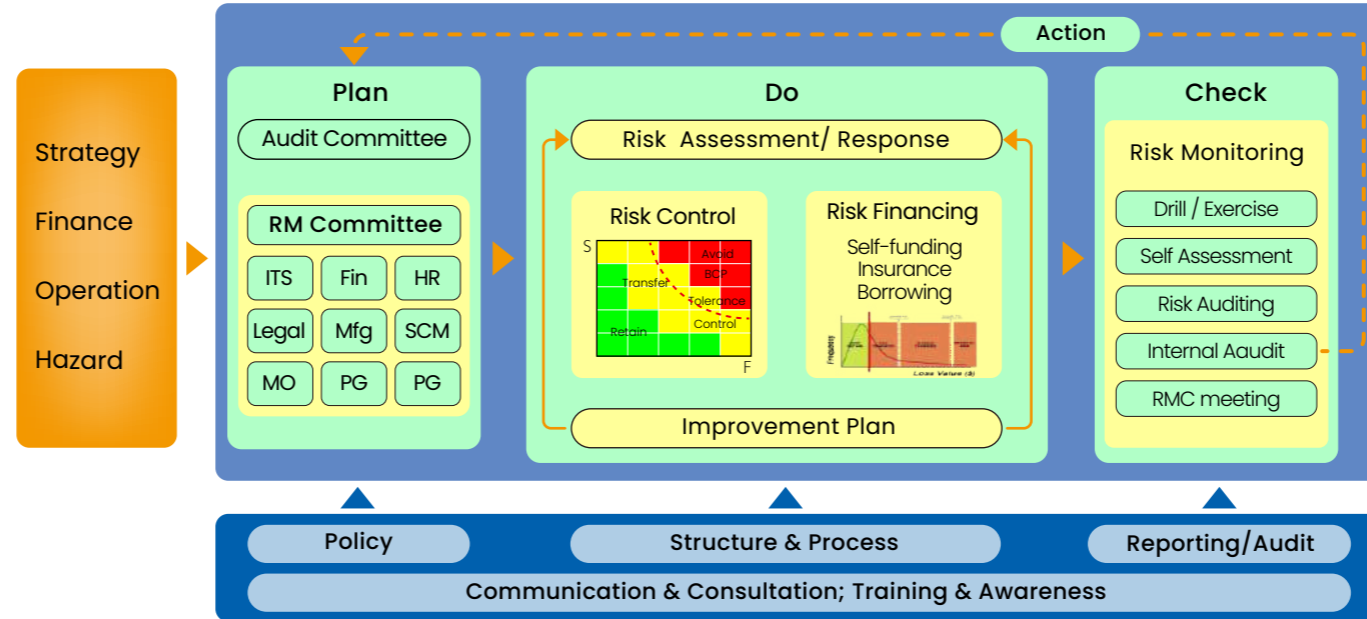 Action
Strategy
Finance
Operation
Hazard
Plan
Audit Committee
RM Committee
ITS
Fin
HR
Legal
Mfg
SCM
MO
PG
PG
Do
Risk Assessment/ Response
Risk Control
S
Avoid
BCP
Transfer
Tolerance
Control
Retain
F
Risk Financing
Self-funding
Insurance
Borrowing
Frequency
Loss Value ($)
Improvement Plan
Check
Risk Monitoring
Drill / Exercise
Self Assessment
Risk Auditing
Internal Aaudit
RMC meeting
Policy
Structure & Process
Reporting/Audit
Communication & Consultation; Training & Awareness